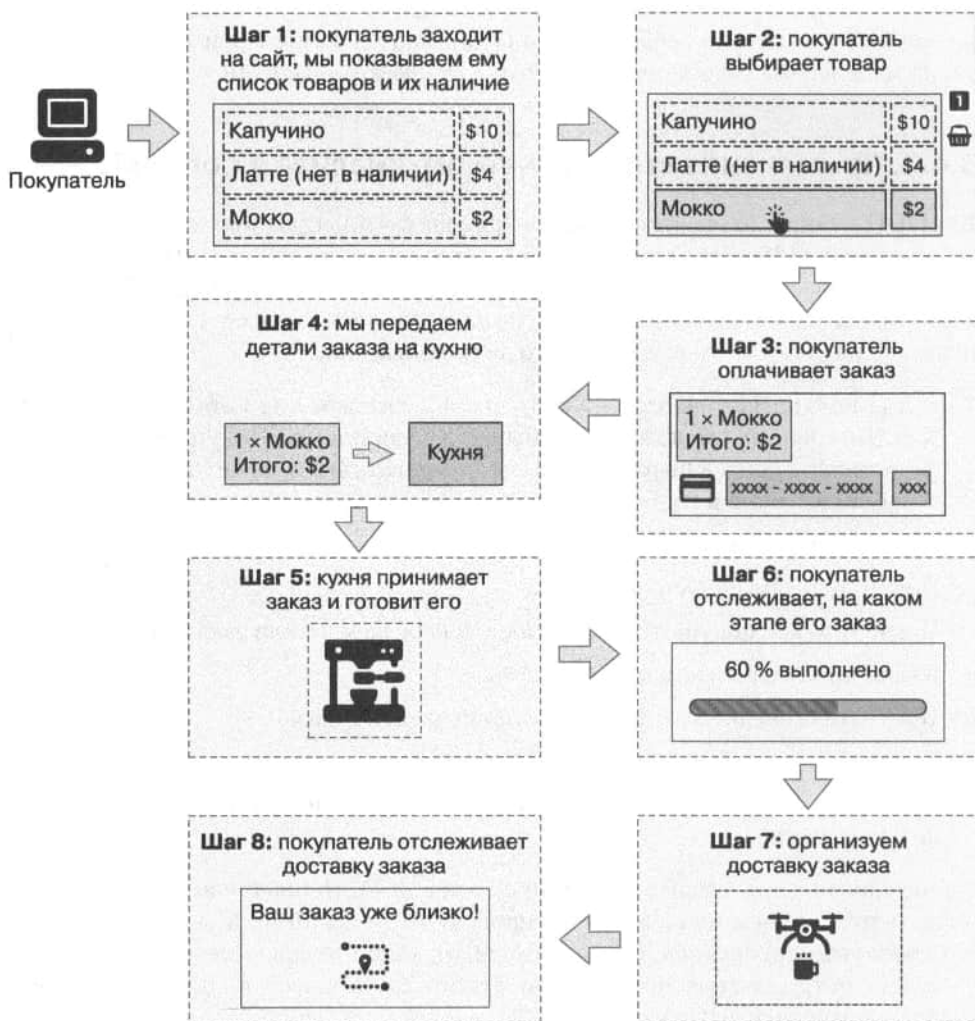 Покупатель
Шаг 1: покупатель заходит
на сайт, мы показываем ему
список товаров и их наличие
Капучино $10
Латте (нет в наличии) $4
Мокко $2
Шаг 2: покупатель
выбирает товар
1
Капучино $10
Латте (нет в наличии) $4
Мокко $2
Шаг 3: покупатель
оплачивает заказ
1 × Мокко
Итого: $2
xxxx - xxxx - xxxx xxx
Шаг 4: мы передаем
детали заказа на кухню
1 × Мокко
Итого: $2
Кухня
Шаг 5: кухня принимает
заказ и готовит его
Шаг 6: покупатель
отслеживает, на каком
этапе его заказ
60 % выполнено
Шаг 7: организуем
доставку заказа
Шаг 8: покупатель отслеживает
доставку заказа
Ваш заказ уже близко!